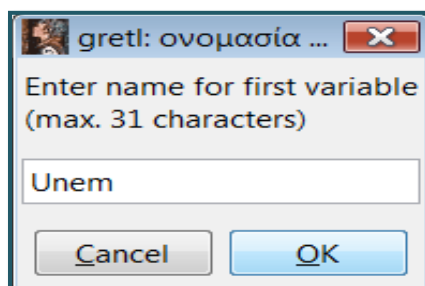 gretl: ονομασία ...
Enter name for first variable
(max. 31 characters)
Unem
Cancel OK